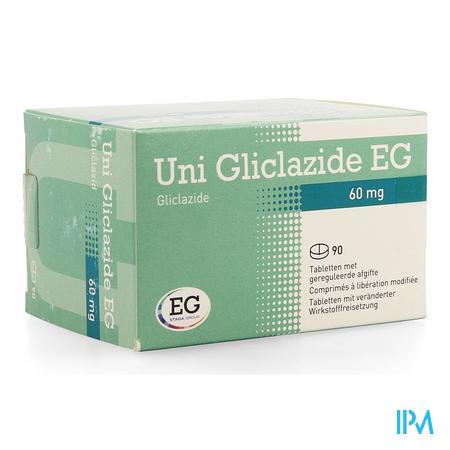 Uni Gliclazide EG
Gliclazide
60 mg
90
Tabletten met
gereguleerde afgifte
Comprimés à libération modifiée
Tabletten mit veränderter
Wirkstofffreisetzung
EG
STADA GROUP
Uni Gliclazide EG
Gliclazid
60 mg
90
IPM